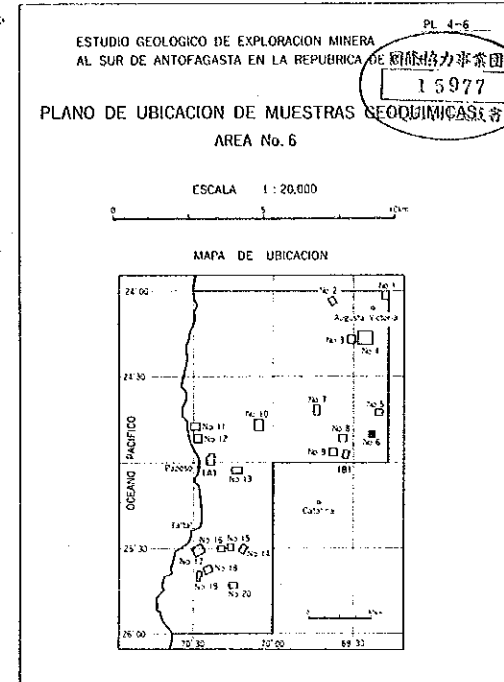 PL 4-6
ESTUDIO GEOLOGICO DE EXPLORACION MINERA
AL SUR DE ANTOFAGASTA EN LA REPUBRICA DE
15977
PLANO DE UBICACION DE MUESTRAS GEOQUIMICAS
AREA No. 6
ESCALA 1 : 20,000
0 5 10km
MAPA DE UBICACION
24°00'
No 2
No 1
Augusta Victoria
No 3
No 4
24°30'
No 7
No 5
No 11
No 10
No 12
No 8
No 6
No 9
Paposo
(A)
(B)
No 13
OCEANO PACIFICO
Catalina
Taltal
25°30'
No 16
No 15
No 14
No 17
No 18
No 19
No 20
26°00'
70°30'
70°00'
69°30'